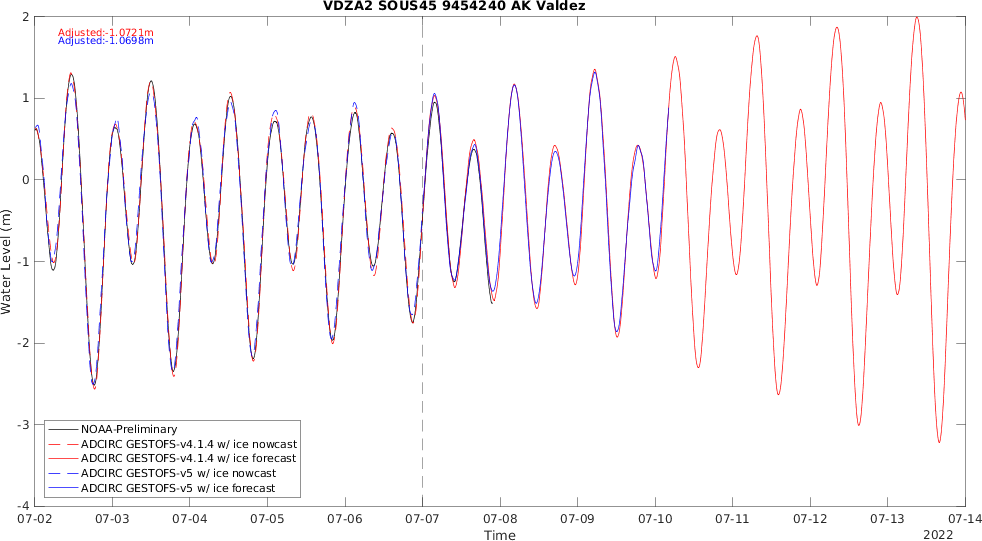 VDZA2 SOUS45 9454240 AK Valdez
Adjusted:-1.0721m
Adjusted:-1.0698m
2
1
0
-1
-2
-3
-4
Water Level (m)
NOAA-Preliminary
ADCIRC GESTOFS-v4.1.4 w/ ice nowcast
ADCIRC GESTOFS-v4.1.4 w/ ice forecast
ADCIRC GESTOFS-v5 w/ ice nowcast
ADCIRC GESTOFS-v5 w/ ice forecast
07-02 07-03 07-04 07-05 07-06 07-07 07-08 07-09 07-10 07-11 07-12 07-13 07-14
Time
2022